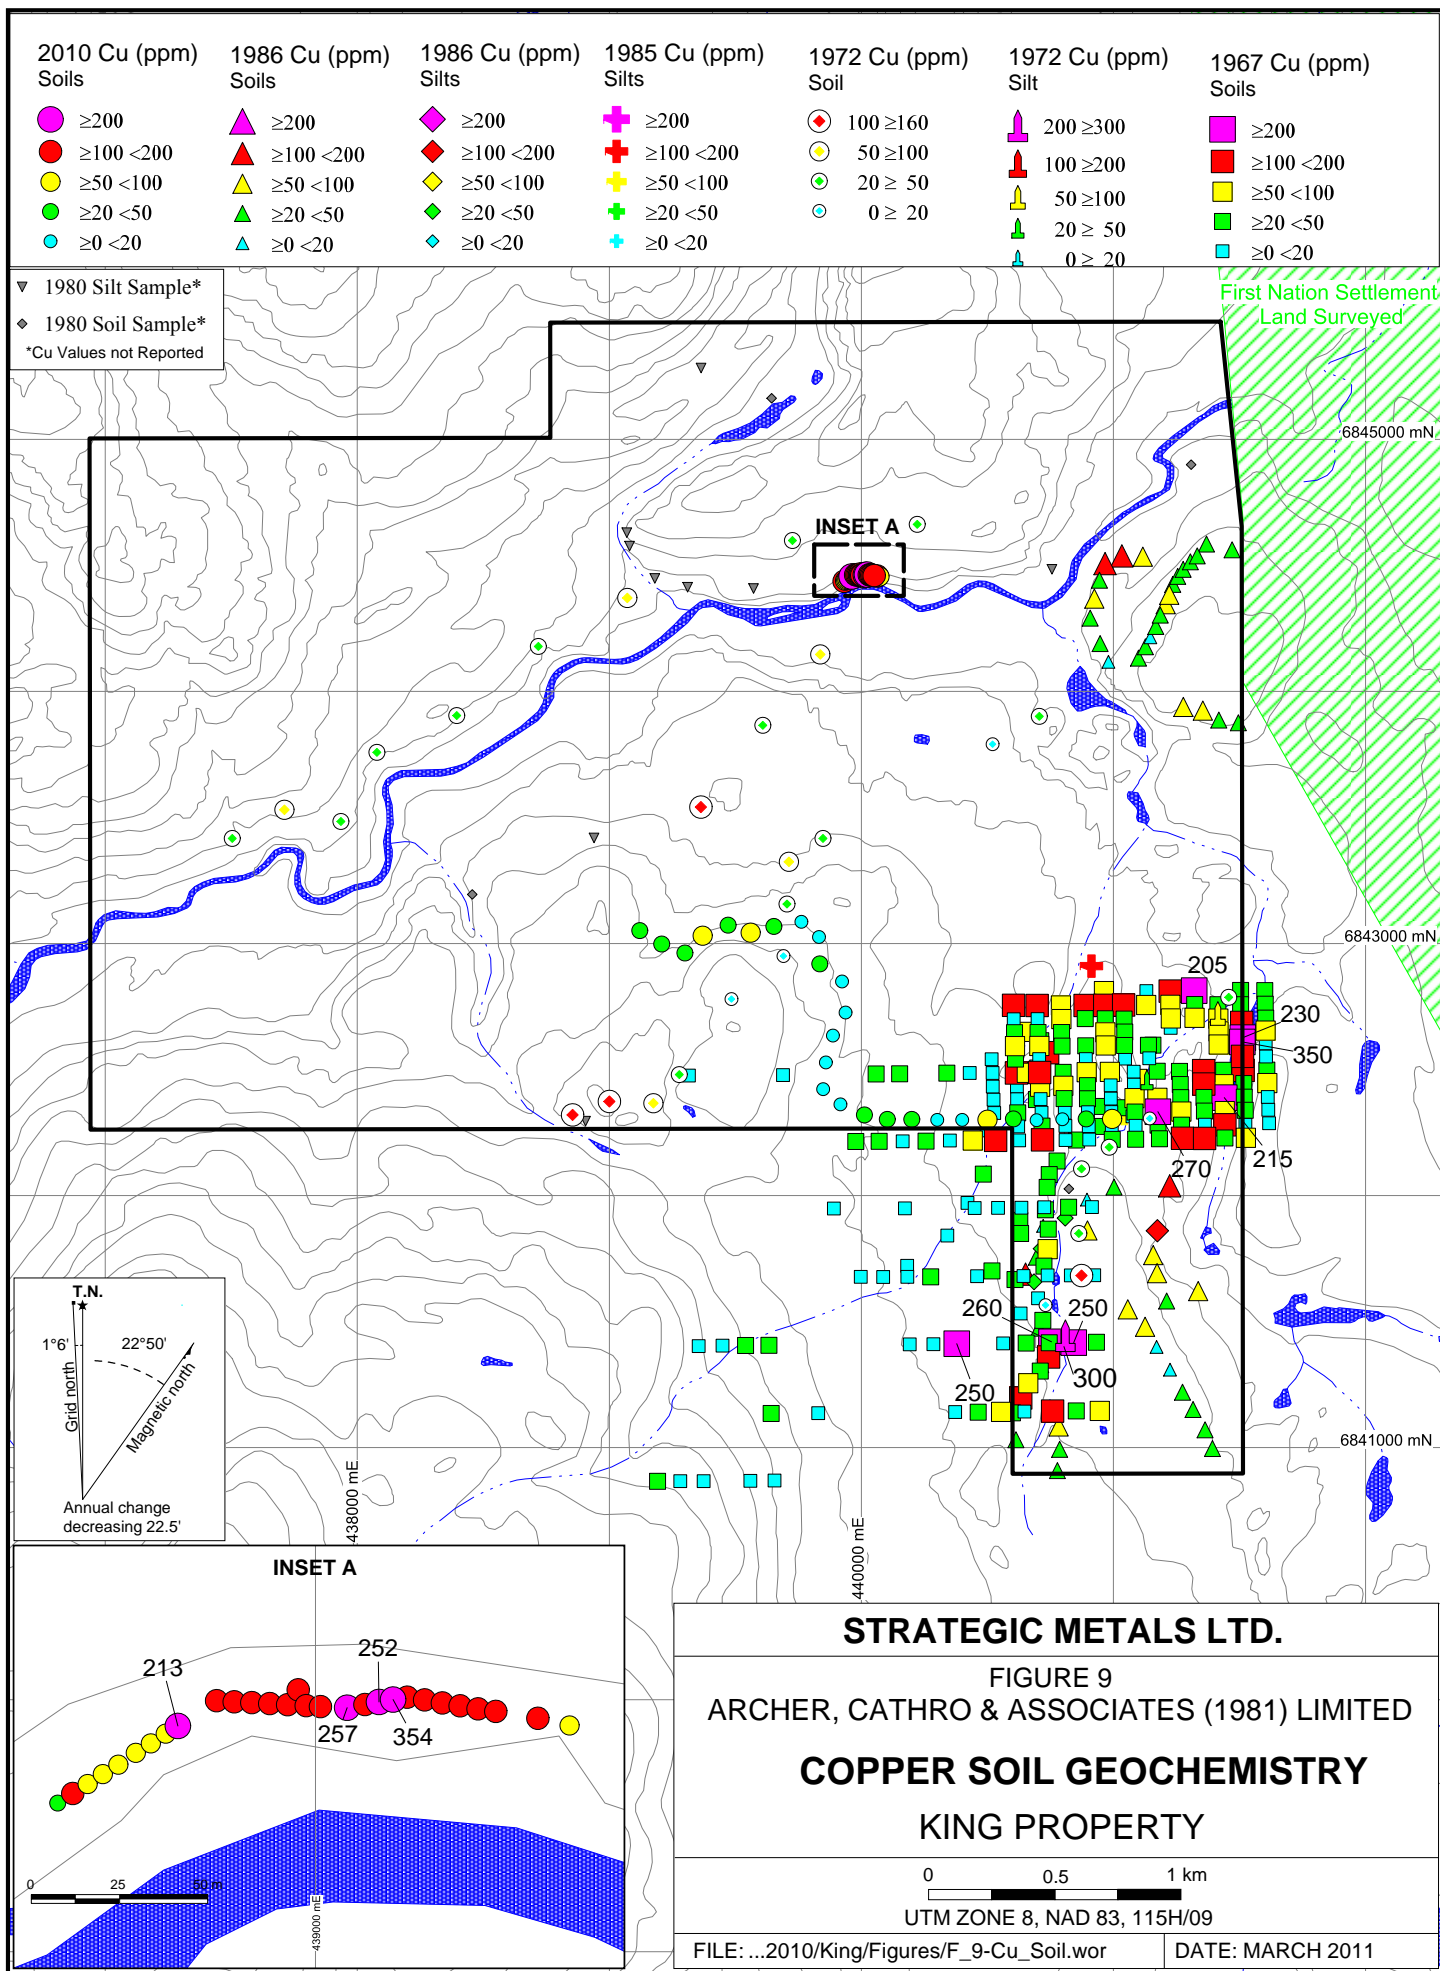 2010 Cu (ppm)
Soils
≥200
≥100 <200
≥50 <100
≥20 <50
≥0 <20
1986 Cu (ppm)
Soils
≥200
≥100 <200
≥50 <100
≥20 <50
≥0 <20
1986 Cu (ppm)
Silts
≥200
≥100 <200
≥50 <100
≥20 <50
≥0 <20
1985 Cu (ppm)
Silts
≥200
≥100 <200
≥50 <100
≥20 <50
≥0 <20
1972 Cu (ppm)
Soil
100 ≥160
50 ≥100
20 ≥ 50
0 ≥ 20
1972 Cu (ppm)
Silt
200 ≥300
100 ≥200
50 ≥100
20 ≥ 50
0 ≥ 20
1967 Cu (ppm)
Soils
≥200
≥100 <200
≥50 <100
≥20 <50
≥0 <20
1980 Silt Sample*
1980 Soil Sample*
*Cu Values not Reported
First Nation Settlement
Land Surveyed
6845000 mN
INSET A
6843000 mN
205
230
350
270
215
260
250
250
300
6841000 mN
438000 mE
440000 mE
T.N.
1°6'
22°50'
Grid north
Magnetic north
Annual change
decreasing 22.5'
INSET A
213
252
257
354
0
25
50 m
439000 mE
STRATEGIC METALS LTD.
FIGURE 9
ARCHER, CATHRO & ASSOCIATES (1981) LIMITED
COPPER SOIL GEOCHEMISTRY
KING PROPERTY
0
0.5
1 km
UTM ZONE 8, NAD 83, 115H/09
FILE: ...2010/King/Figures/F_9-Cu_Soil.wor
DATE: MARCH 2011